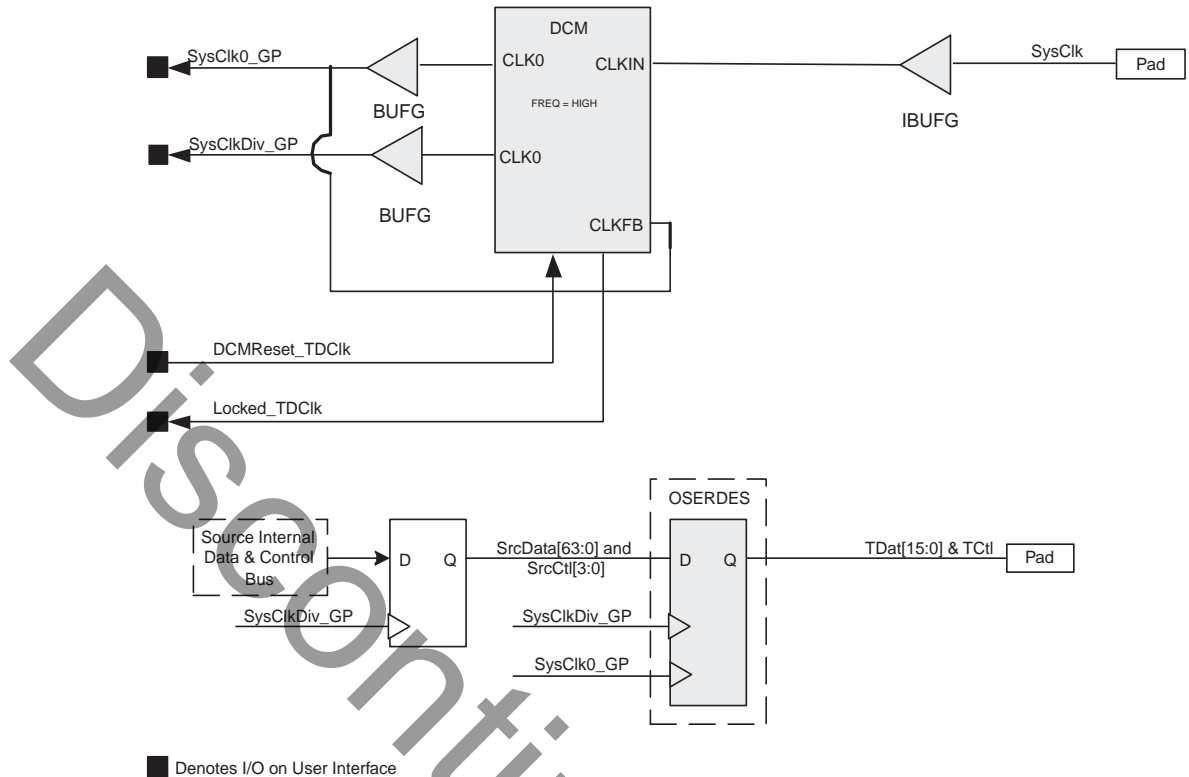 DCM
SysClk0_GP
CLK0
CLKIN
SysClk
Pad
FREQ = HIGH
BUFG
IBUFG
SysClkDiv_GP
CLK0
BUFG
CLKFB
DCMReset_TDClk
Locked_TDClk
OSERDES
Source Internal
Data & Control
Bus
D
Q
SrcData[63:0] and
SrcCtl[3:0]
D
Q
TDat[15:0] & TCtl
Pad
SysClkDiv_GP
SysClkDiv_GP
SysClk0_GP
Denotes I/O on User Interface
Disconti